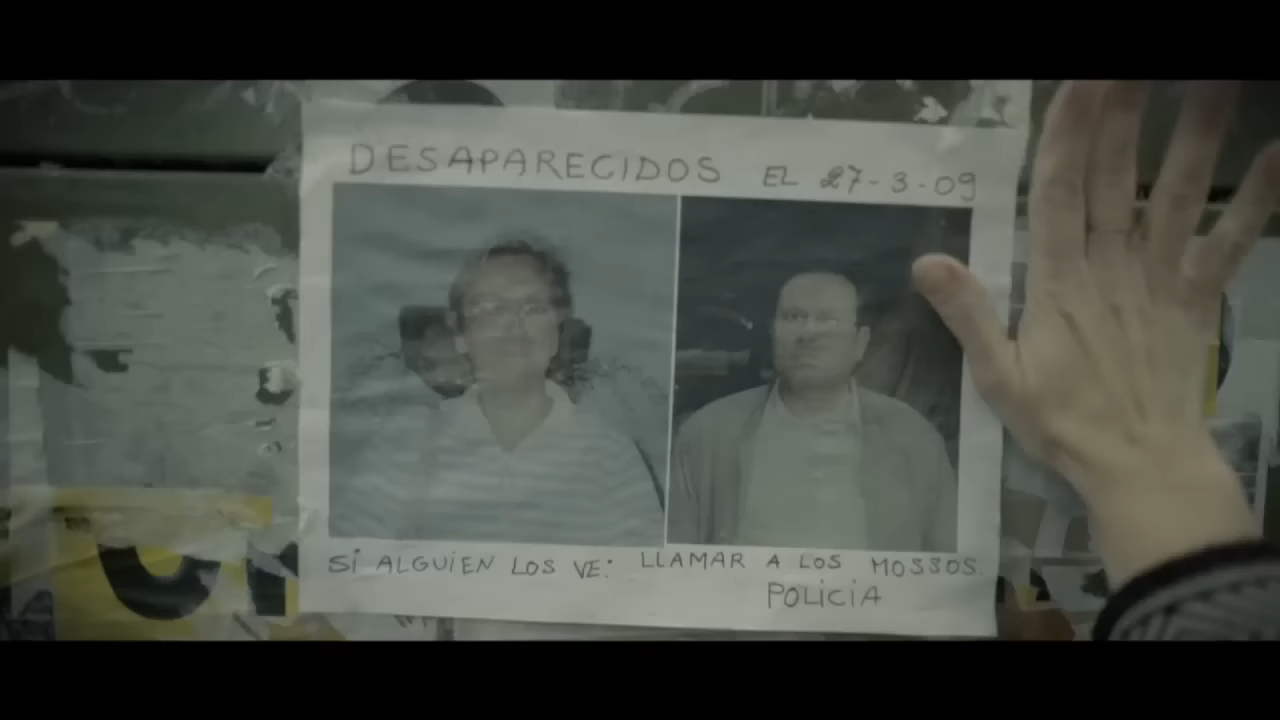 DESAPARECIDOS EL 27-3-09
Si ALGUiEN LOS VE: LLAMAR A LOS MOSSOS
POLiCiA